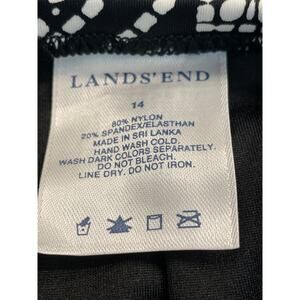 LANDS' END
14
80% NYLON
20% SPANDEX/ELASTHAN
MADE IN SRI LANKA
HAND WASH COLD.
WASH DARK COLORS SEPARATELY.
DO NOT BLEACH.
LINE DRY. DO NOT IRON.